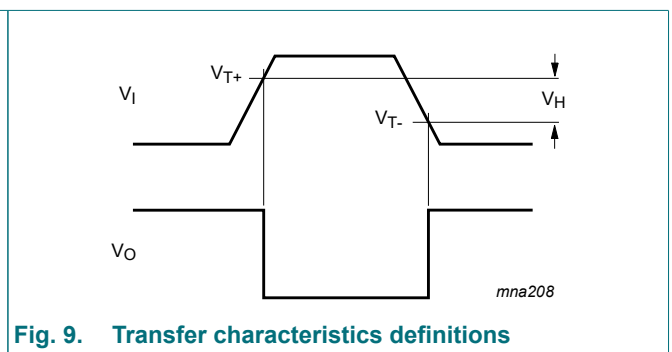 VT+
VI
VH
VT-
VO
mna208
Fig. 9. Transfer characteristics definitions